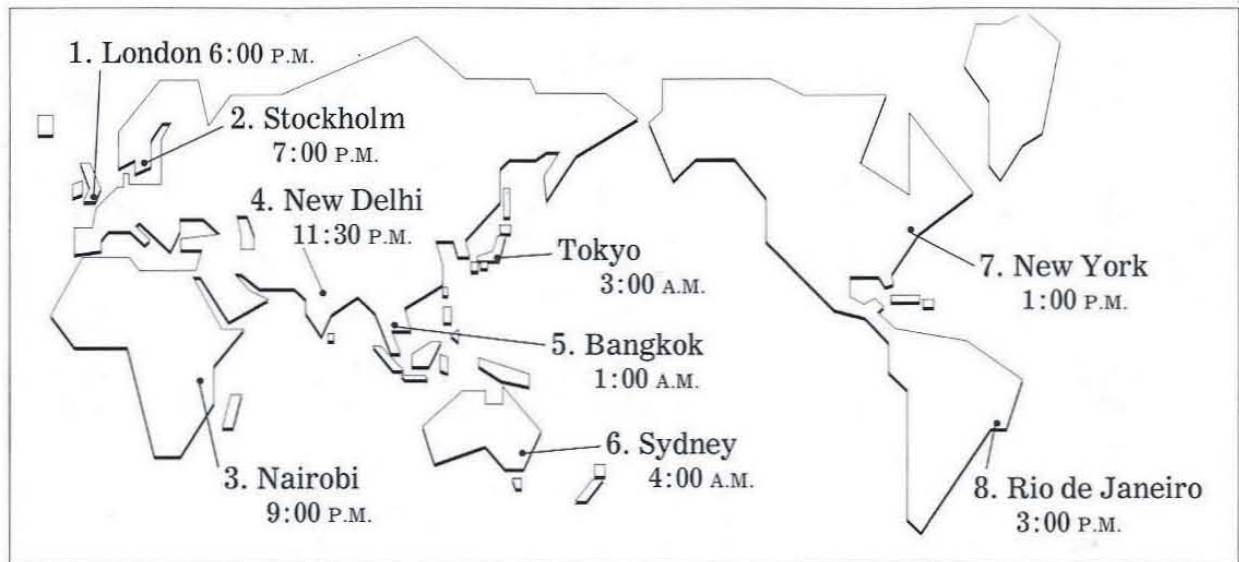 1. London 6:00 P.M.
2. Stockholm
7:00 P.M.
4. New Delhi
11:30 P.M.
Tokyo
3:00 A.M.
7. New York
1:00 P.M.
5. Bangkok
1:00 A.M.
6. Sydney
4:00 A.M.
3. Nairobi
9:00 P.M.
8. Rio de Janeiro
3:00 P.M.